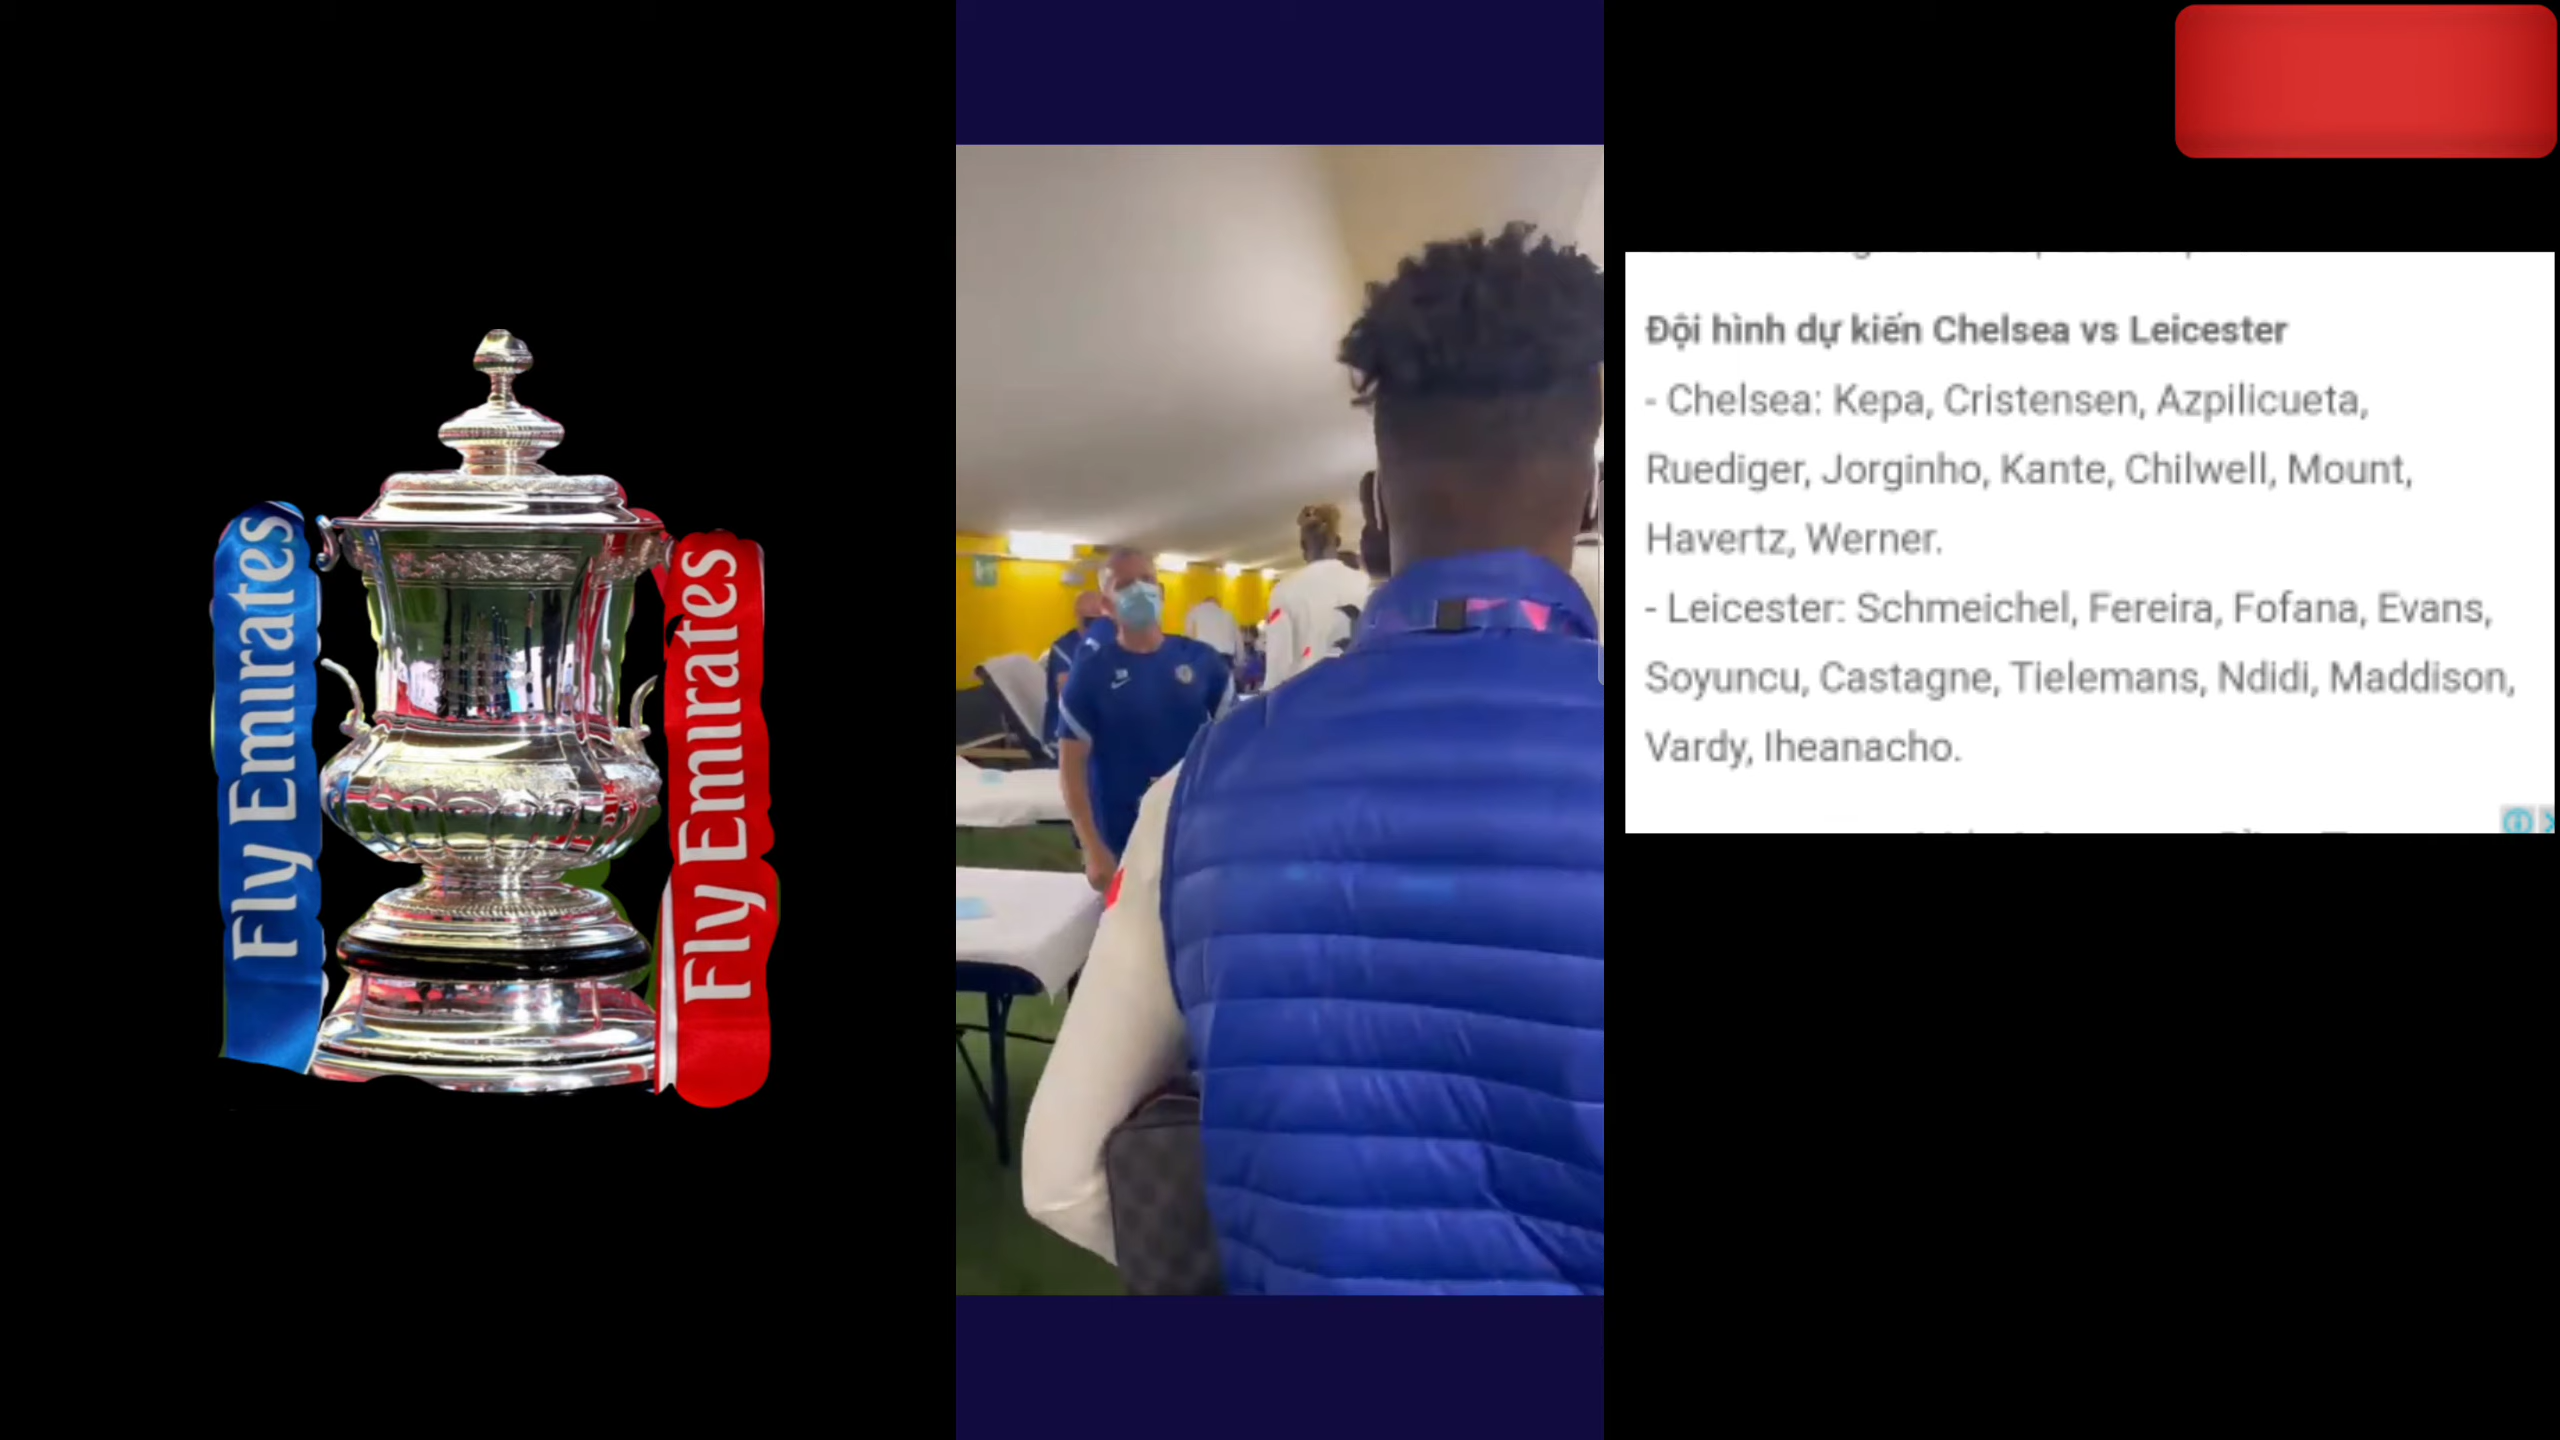 Fly Emirates
Fly Emirates
Đội hình dự kiến Chelsea vs Leicester
- Chelsea: Kepa, Cristensen, Azpilicueta,
Ruediger, Jorginho, Kante, Chilwell, Mount,
Havertz, Werner.
- Leicester: Schmeichel, Fereira, Fofana, Evans,
Soyuncu, Castagne, Tielemans, Ndidi, Maddison,
Vardy, Iheanacho.